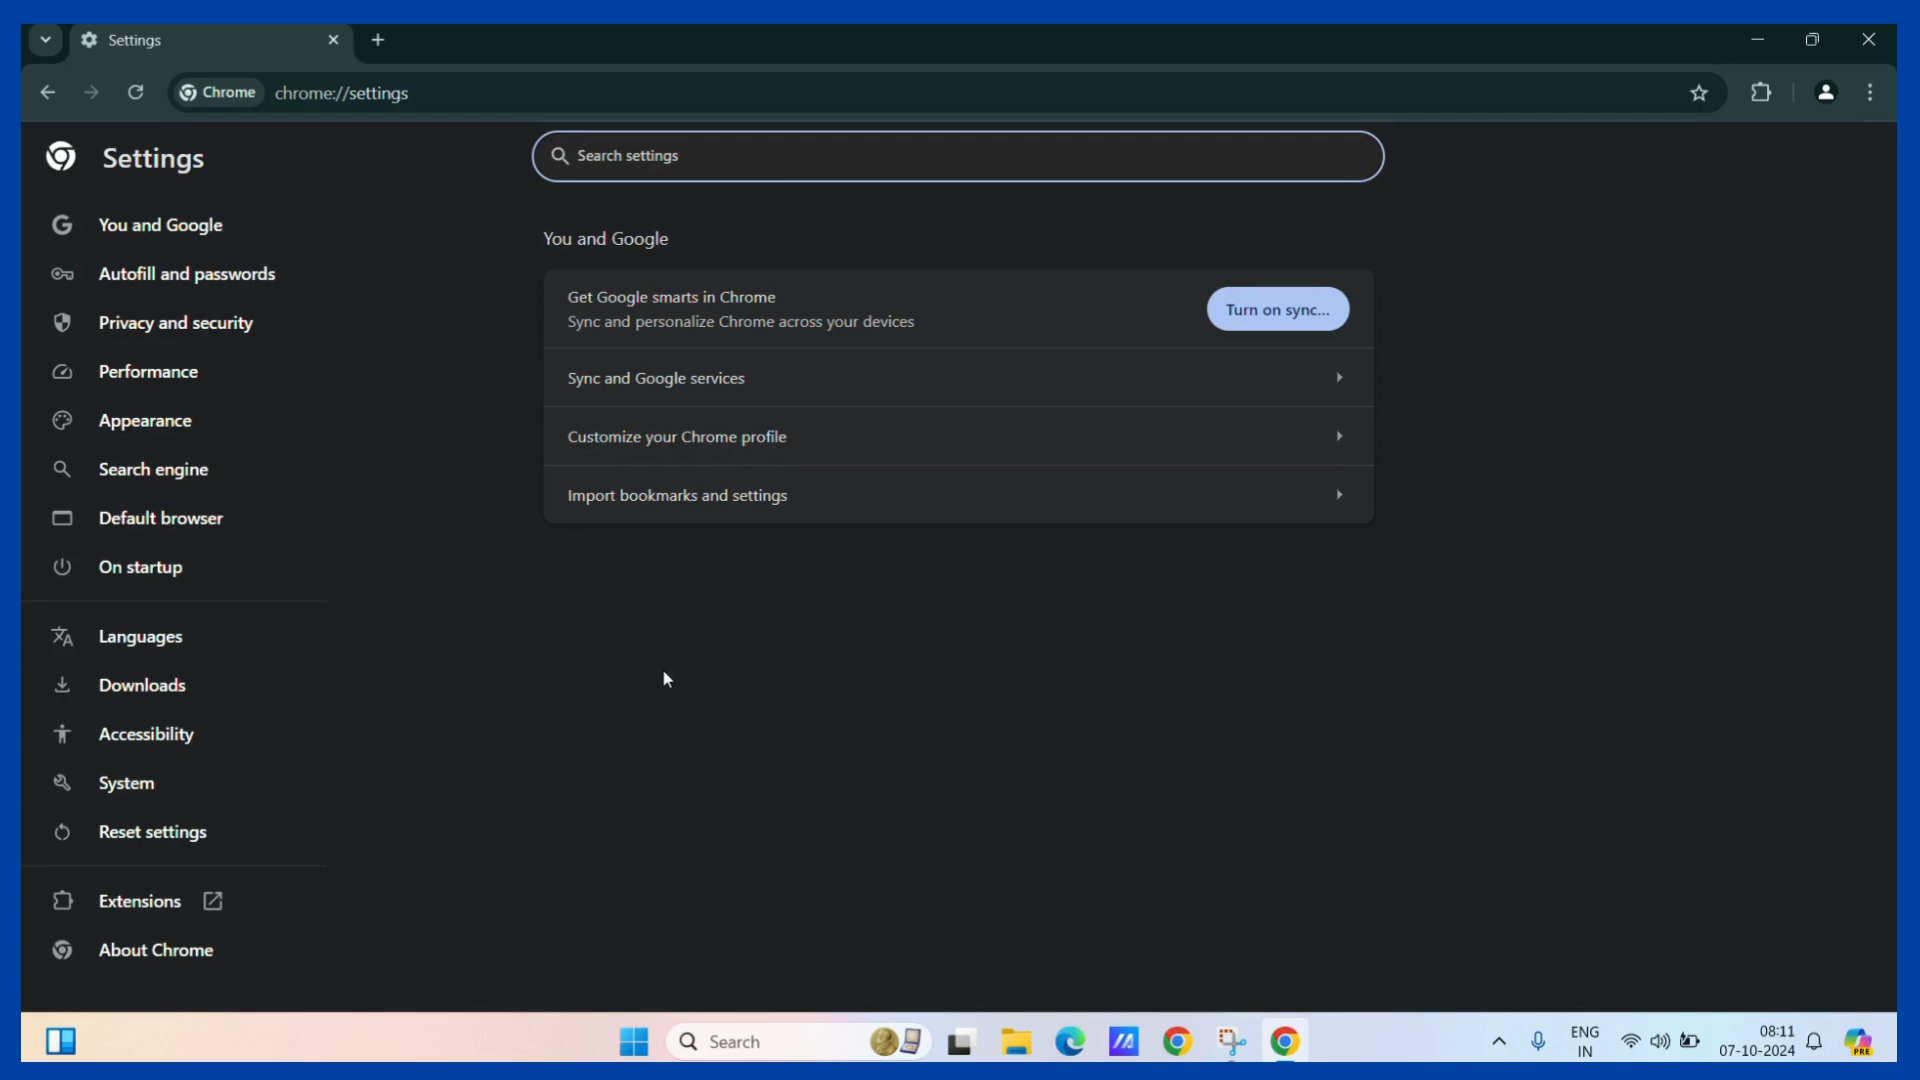 Settings
Chrome
chrome://settings
Settings
Search settings
You and Google
Autofill and passwords
Privacy and security
Performance
Appearance
Search engine
Default browser
On startup
Languages
Downloads
Accessibility
System
Reset settings
Extensions
About Chrome
You and Google
Get Google smarts in Chrome
Sync and personalize Chrome across your devices
Turn on sync...
Sync and Google services
Customize your Chrome profile
Import bookmarks and settings
Search
ENG
IN
08:11
07-10-2024
PRE